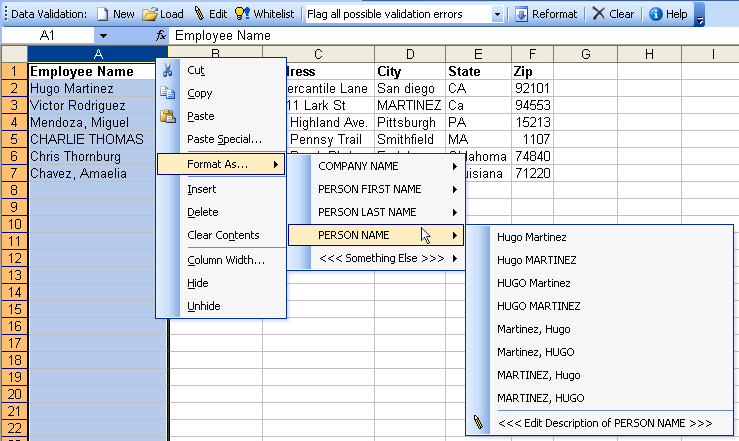 Data Validation: New Load Edit Whitelist Flag all possible validation errors: Reformat Clear Help
A1 fx Employee Name
A B C D E F G H I
1 Employee Name dress City State Zip
2 Hugo Martinez ercantile Lane San diego CA 92101
3 Victor Rodriguez 11 Lark St MARTINEZ Ca 94553
4 Mendoza, Miguel Highland Ave. Pittsburgh PA 15213
5 CHARLIE THOMAS Pennsy Trail Smithfield MA 1107
6 Chris Thornburg klahoma 74840
7 Chavez, Amaelia uisiana 71220
8
9
10
11
12
13
14
15
16
17
18
19
20
21
22
Cut
Copy
Paste
Paste Special...
Format As...
Insert
Delete
Clear Contents
Column Width...
Hide
Unhide
COMPANY NAME
PERSON FIRST NAME
PERSON LAST NAME
PERSON NAME
<<< Something Else >>>
Hugo Martinez
Hugo MARTINEZ
HUGO Martinez
HUGO MARTINEZ
Martinez, Hugo
Martinez, HUGO
MARTINEZ, Hugo
MARTINEZ, HUGO
<<< Edit Description of PERSON NAME >>>